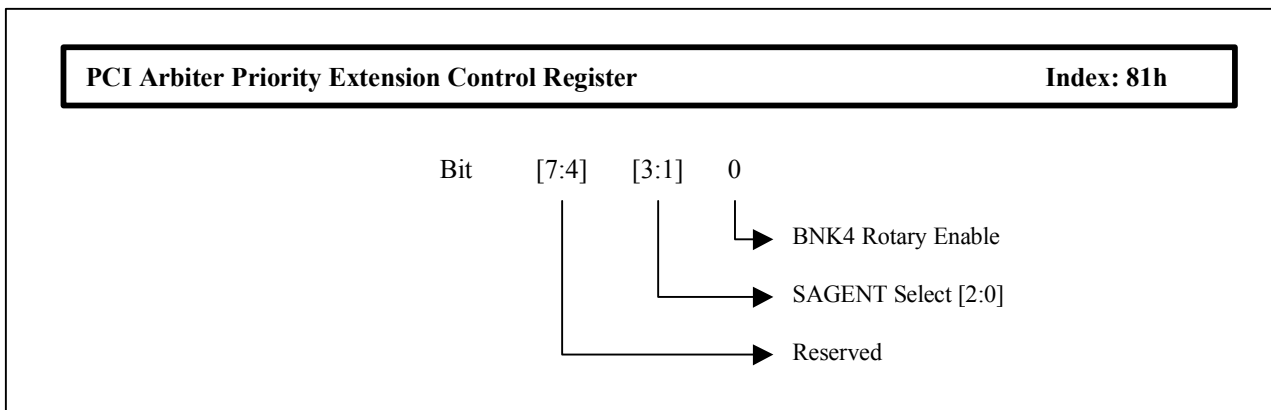 PCI Arbiter Priority Extension Control Register Index: 81h
Bit [7:4] [3:1] 0
BNK4 Rotary Enable
SAGENT Select [2:0]
Reserved